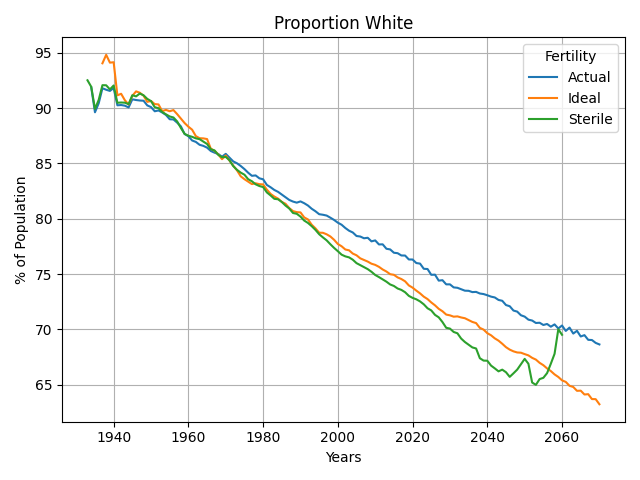 Proportion White
Fertility
Actual
Ideal
Sterile
% of Population
95
90
85
80
75
70
65
1940 1960 1980 2000 2020 2040 2060
Years